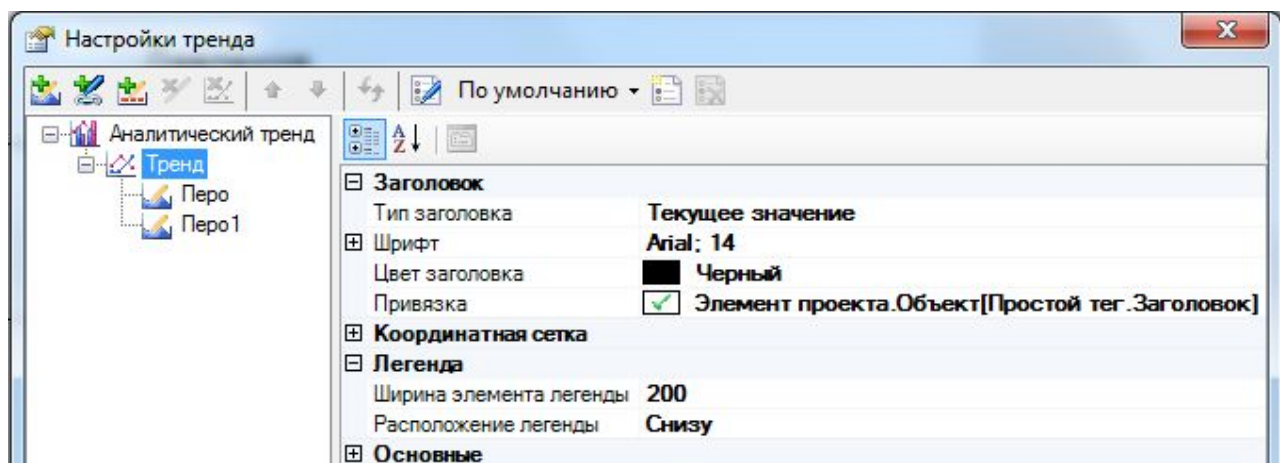 Настройки тренда
По умолчанию
Аналитический тренд
Тренд
Перо
Перо1
Заголовок
Тип заголовка Текущее значение
Шрифт Arial; 14
Цвет заголовка Черный
Привязка Элемент проекта.Объект[Простой тег.Заголовок]
Координатная сетка
Легенда
Ширина элемента легенды 200
Расположение легенды Снизу
Основные